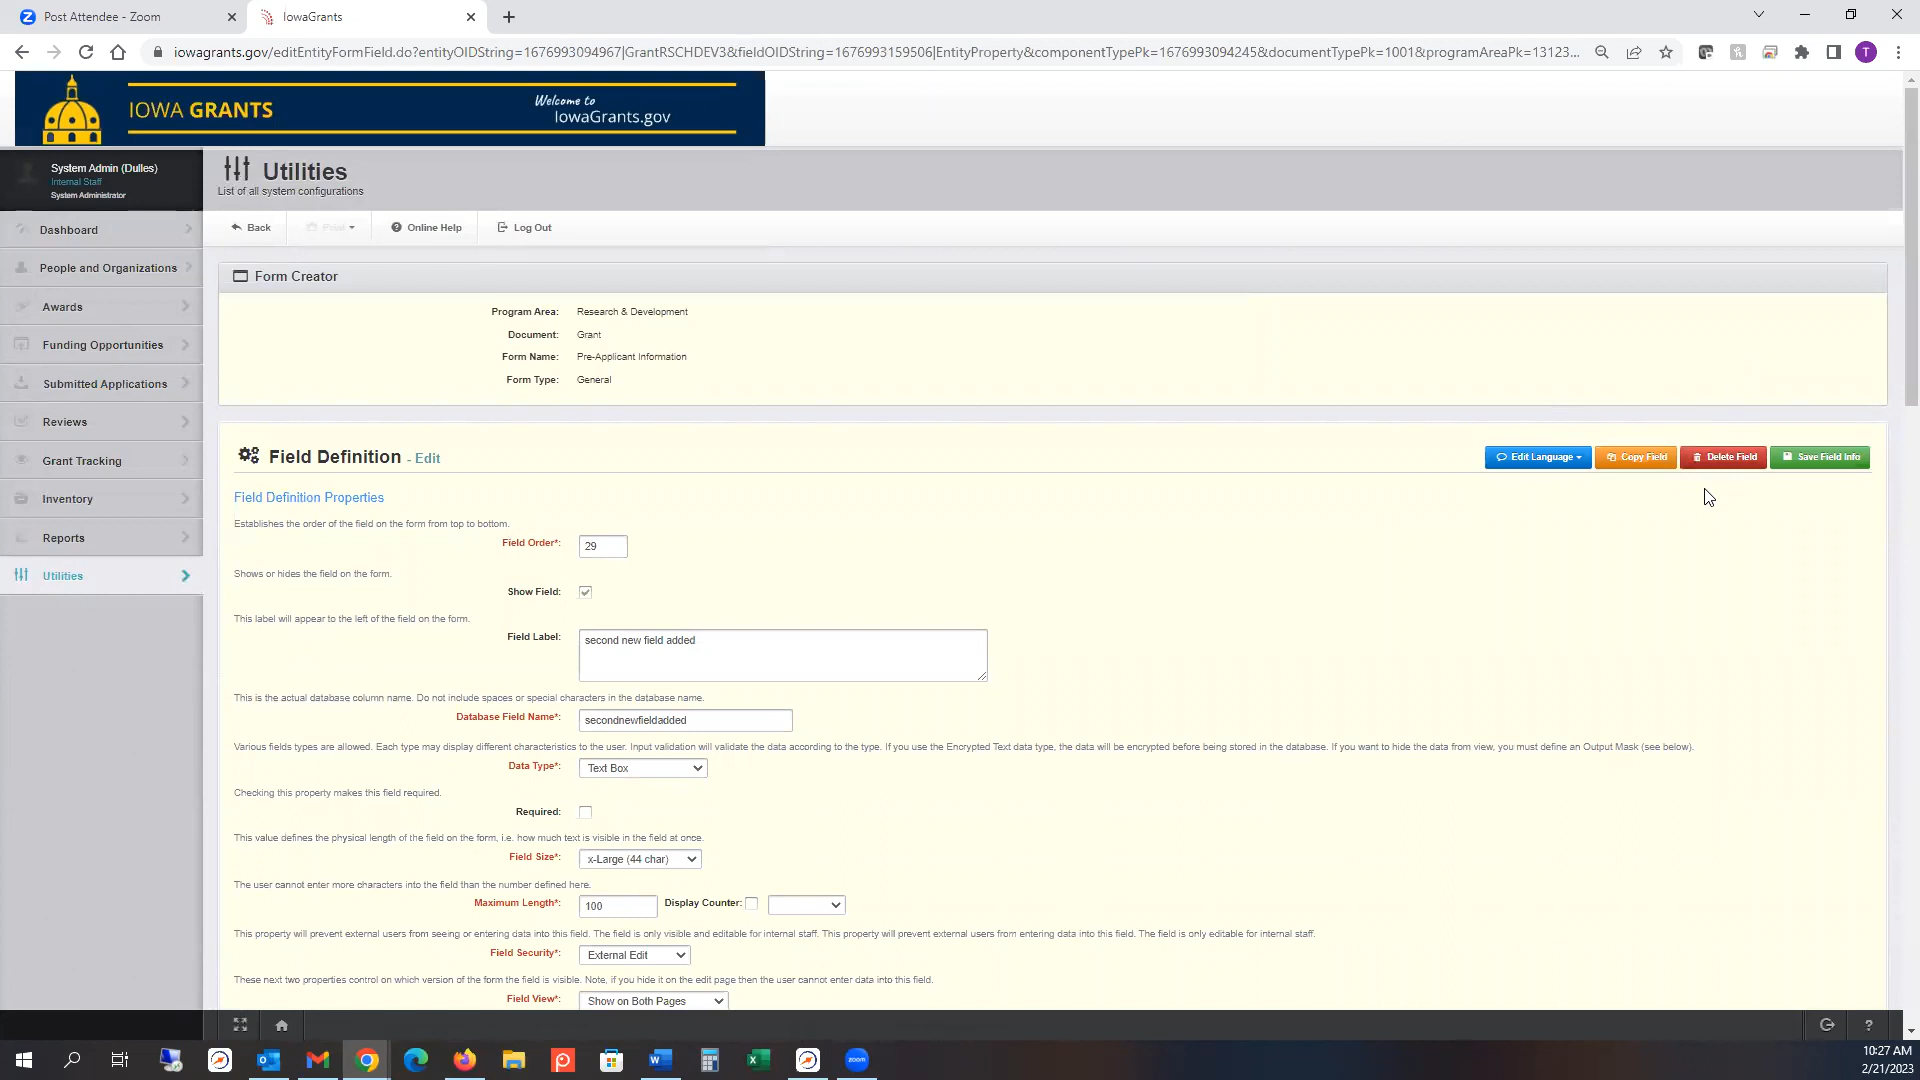 Post Attendee - Zoom
IowaGrants
iowagrants.gov/editEntityFormField.do?entityOIDString=1676993094967|GrantRSCHDEV3&fieldOIDString=1676993159506|EntityProperty&componentTypePk=1676993094245&documentTypePk=1001&programAreaPk=13123...
T
IOWA GRANTS
Welcome to
IowaGrants.gov
System Admin (Dulles)
Internal Staff
System Administrator
Utilities
List of all system configurations
Back
Print
Online Help
Log Out
Dashboard
People and Organizations
Awards
Funding Opportunities
Submitted Applications
Reviews
Grant Tracking
Inventory
Reports
Utilities
Form Creator
Program Area: Research & Development
Document: Grant
Form Name: Pre-Applicant Information
Form Type: General
Field Definition - Edit
Edit Language
Copy Field
Delete Field
Save Field Info
Field Definition Properties
Establishes the order of the field on the form from top to bottom.
Field Order*: 29
Shows or hides the field on the form.
Show Field:
This label will appear to the left of the field on the form.
Field Label: second new field added
This is the actual database column name. Do not include spaces or special characters in the database name.
Database Field Name*: secondnewfieldadded
Various fields types are allowed. Each type may display different characteristics to the user. Input validation will validate the data according to the type. If you use the Encrypted Text data type, the data will be encrypted before being stored in the database. If you want to hide the data from view, you must define an Output Mask (see below).
Data Type*: Text Box
Checking this property makes this field required.
Required:
This value defines the physical length of the field on the form, i.e. how much text is visible in the field at once.
Field Size*: x-Large (44 char)
The user cannot enter more characters into the field than the number defined here.
Maximum Length*: 100 Display Counter:
This property will prevent external users from seeing or entering data into this field. The field is only visible and editable for internal staff. This property will prevent external users from entering data into this field. The field is only editable for internal staff.
Field Security*: External Edit
These next two properties control on which version of the form the field is visible. Note, if you hide it on the edit page then the user cannot enter data into this field.
Field View*: Show on Both Pages
zoom
10:27 AM
2/21/2023